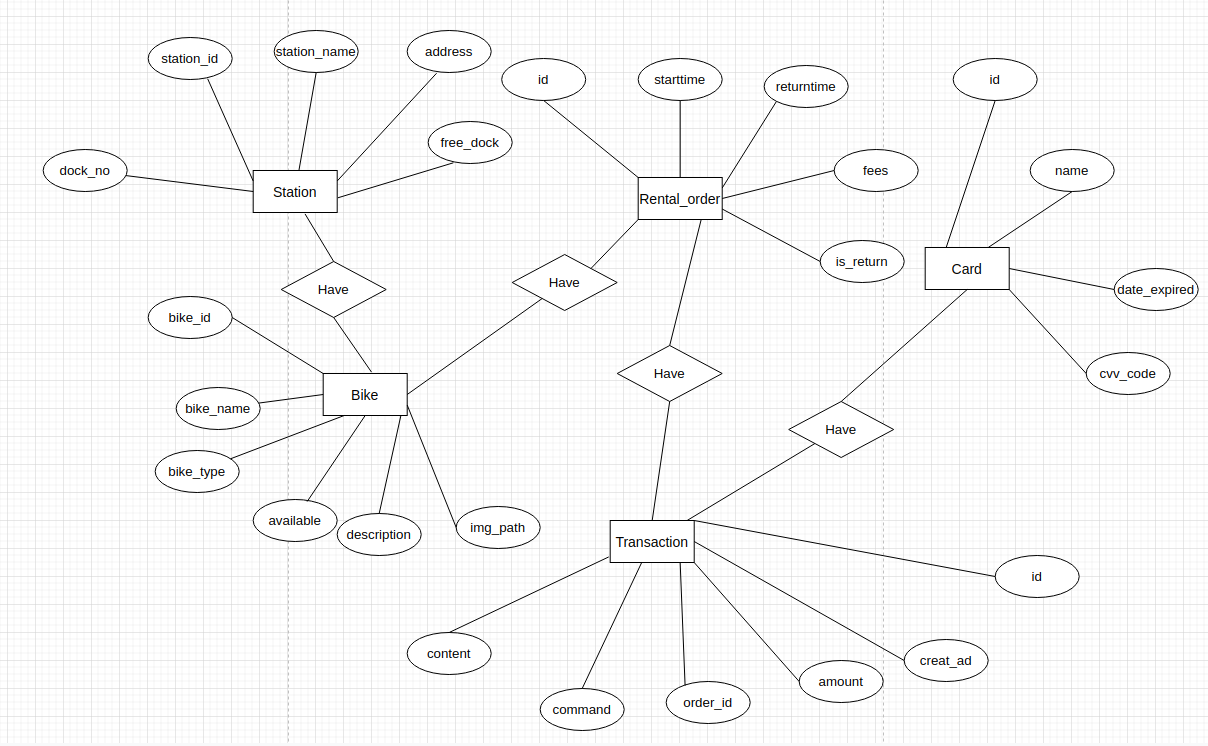 station_id
station_name
address
id
starttime
returntime
id
free_dock
dock_no
fees
name
Station
Rental_order
is_return
Card
Have
Have
date_expired
bike_id
Have
cvv_code
Bike
bike_name
Have
bike_type
available
description
img_path
Transaction
id
content
creat_ad
command
order_id
amount